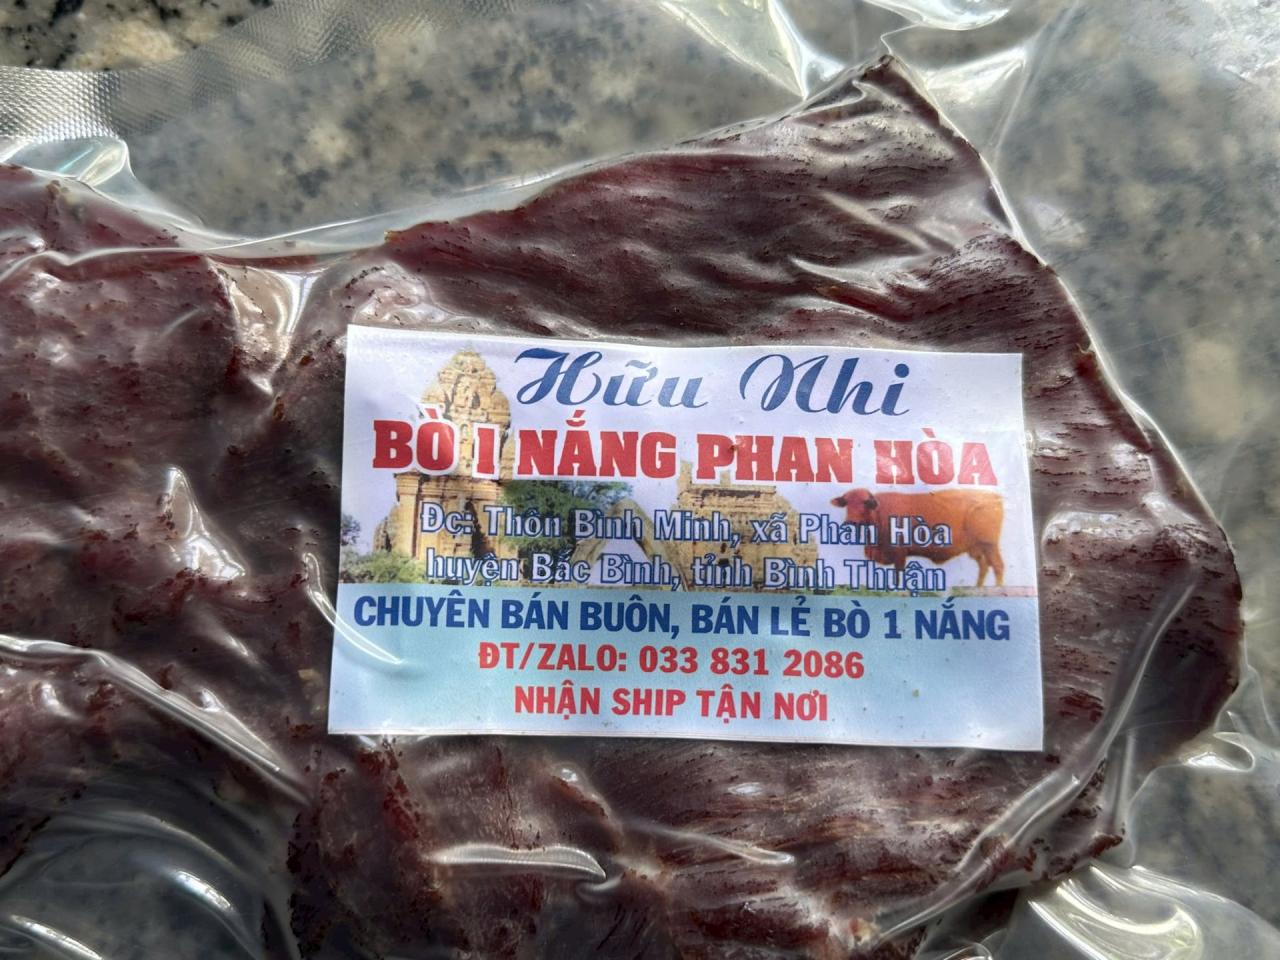 Hữu Nhi
BÒ 1 NẮNG PHAN HÒA
Đc: Thôn Bình Minh, xã Phan Hòa
huyện Bắc Bình, tỉnh Bình Thuận
CHUYÊN BÁN BUÔN, BÁN LẺ BÒ 1 NẮNG
ĐT/ZALO: 033 831 2086
NHẬN SHIP TẬN NƠI